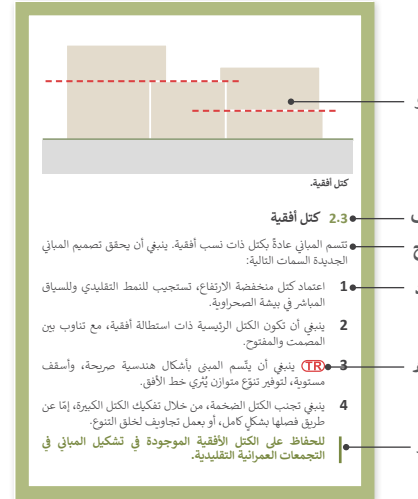 كتل أفقية.
2.3 كتل أفقية
تتسم المباني عادةً بكتل ذات نسب أفقية. ينبغي أن يحقق تصميم المباني
الجديدة السمات التالية:
1 اعتماد كتل منخفضة الارتفاع، تستجيب للنمط التقليدي وللسياق
المباشر في بيشة الصحراوية.
2 ينبغي أن تكون الكتل الرئيسية ذات استطالة أفقية، مع تناوب بين
المصمت والمفتوح.
3 TR ينبغي أن يتّسم المبنى بأشكال هندسية صريحة، وأسقف
مستوية، لتوفير تنوّع متوازن يُثري خط الأفق.
4 ينبغي تجنب الكتل الضخمة، من خلال تفكيك الكتل الكبيرة، إمّا عن
طريق فصلها بشكل كامل، أو بعمل تجاويف لخلق التنوع.
للحفاظ على الكتل الأفقية الموجودة في تشكيل المباني في
التجمعات العمرانية التقليدية.